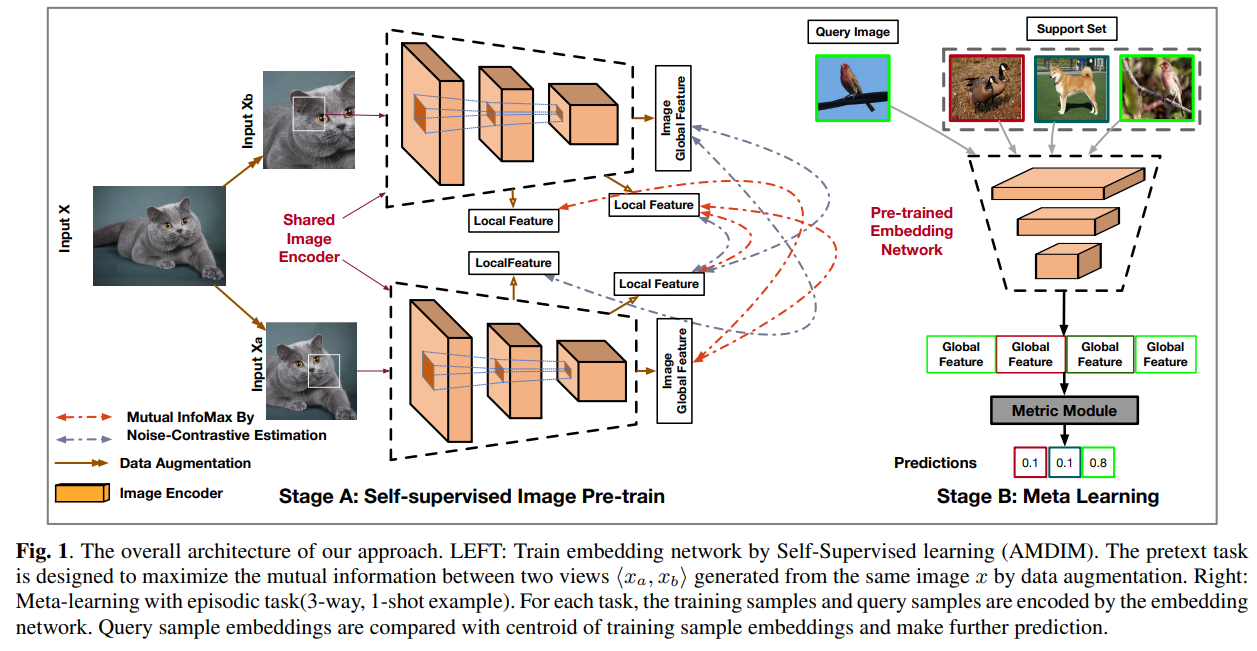 Input X
Input Xb
Input Xa
Shared
Image
Encoder
Image
Global Feature
Local Feature
Local Feature
LocalFeature
Local Feature
Image
Global Feature
Mutual InfoMax By
Noise-Contrastive Estimation
Data Augmentation
Image Encoder
Stage A: Self-supervised Image Pre-train
Query Image
Support Set
Pre-trained
Embedding
Network
Global
Feature
Global
Feature
Global
Feature
Global
Feature
Metric Module
Predictions
0.1
0.1
0.8
Stage B: Meta Learning
Fig. 1. The overall architecture of our approach. LEFT: Train embedding network by Self-Supervised learning (AMDIM). The pretext task
is designed to maximize the mutual information between two views ⟨xₐ, x_b⟩ generated from the same image x by data augmentation. Right:
Meta-learning with episodic task(3-way, 1-shot example). For each task, the training samples and query samples are encoded by the embedding
network. Query sample embeddings are compared with centroid of training sample embeddings and make further prediction.